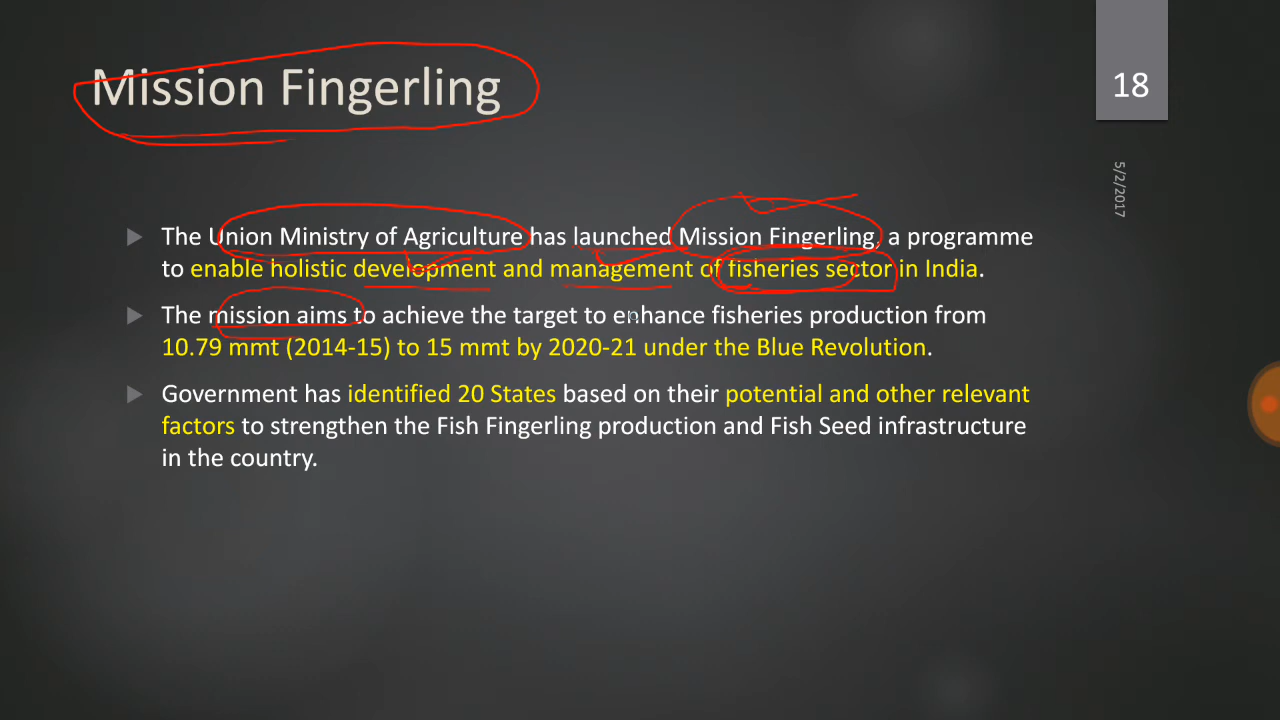 Mission Fingerling
18
5/2/2017
The Union Ministry of Agriculture has launched Mission Fingerling, a programme
to enable holistic development and management of fisheries sector in India.
The mission aims to achieve the target to enhance fisheries production from
10.79 mmt (2014-15) to 15 mmt by 2020-21 under the Blue Revolution.
Government has identified 20 States based on their potential and other relevant
factors to strengthen the Fish Fingerling production and Fish Seed infrastructure
in the country.